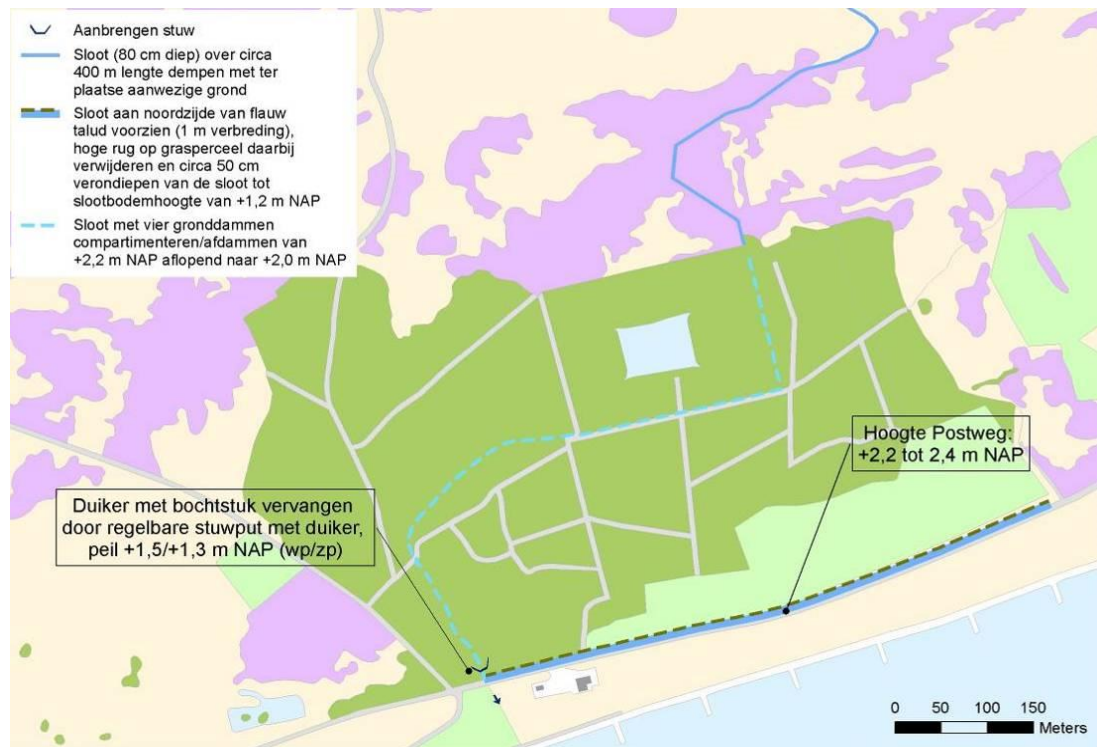 Aanbrengen stuw
Sloot (80 cm diep) over circa
400 m lengte dempen met ter
plaatse aanwezige grond
Sloot aan noordzijde van flauw
talud voorzien (1 m verbreding),
hoge rug op grasperceel daarbij
verwijderen en circa 50 cm
verondiepen van de sloot tot
slootbodemhoogte van +1,2 m NAP
Sloot met vier gronddammen
compartimenteren/afdammen van
+2,2 m NAP aflopend naar +2,0 m NAP
Hoogte Postweg:
+2,2 tot 2,4 m NAP
Duiker met bochtstuk vervangen
door regelbare stuwput met duiker,
peil +1,5/+1,3 m NAP (wp/zp)
0 50 100 150
Meters